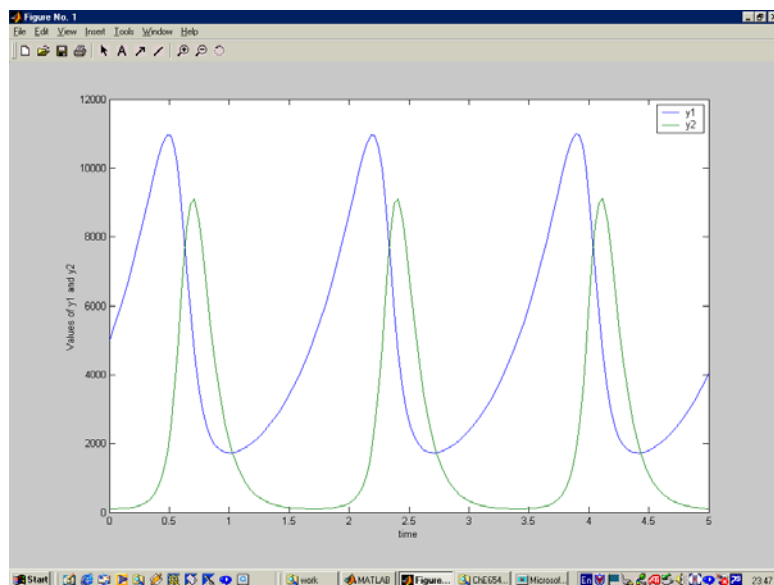 Figure No. 1
File Edit View Insert Tools Window Help
y1
y2
12000
10000
8000
6000
4000
2000
0
Values of y1 and y2
0 0.5 1 1.5 2 2.5 3 3.5 4 4.5 5
time
Start work MATLAB Figure... ChE654... Microsof... En 23:47